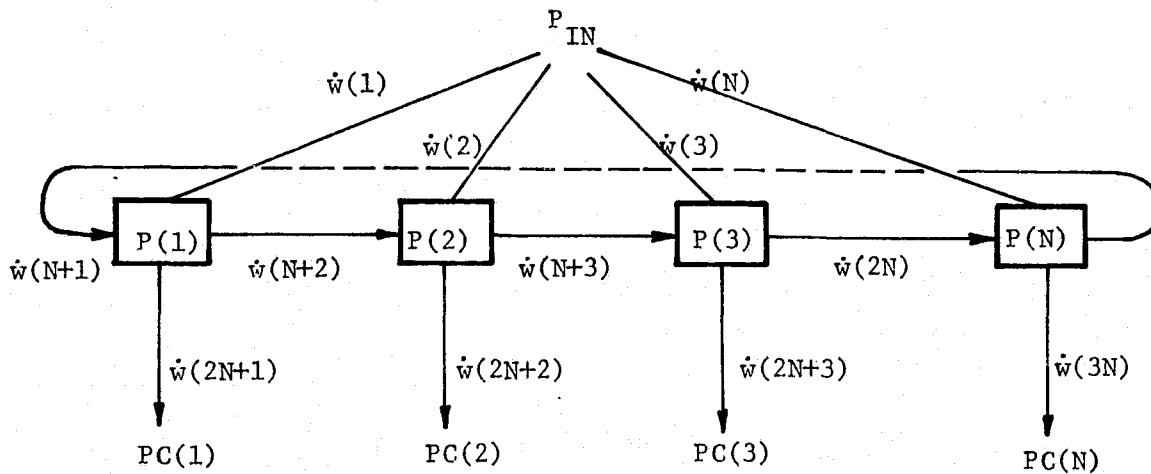 P_IN
ẇ(1)
ẇ(N)
ẇ(2)
ẇ(3)
P(1)
P(2)
P(3)
P(N)
ẇ(N+1)
ẇ(N+2)
ẇ(N+3)
ẇ(2N)
ẇ(2N+1)
ẇ(2N+2)
ẇ(2N+3)
ẇ(3N)
PC(1)
PC(2)
PC(3)
PC(N)